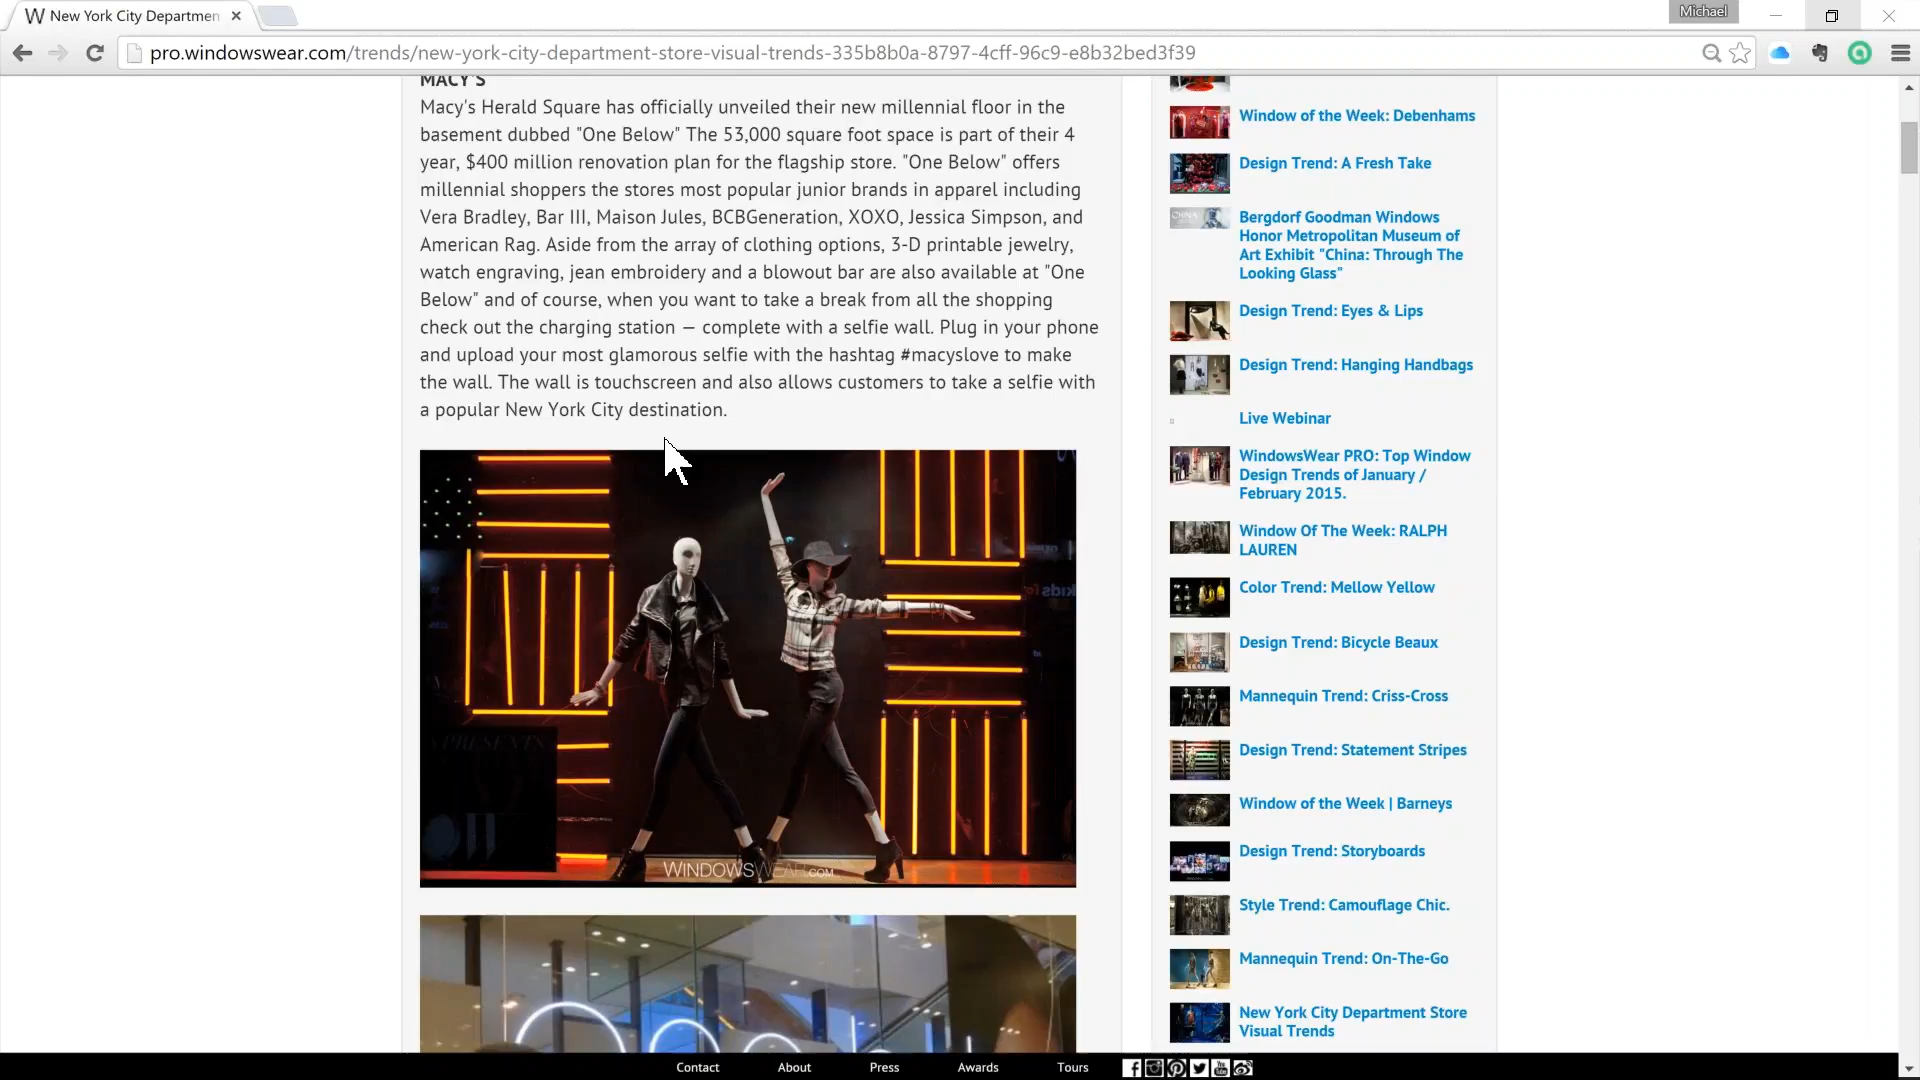 New York City Departmen
Michael
pro.windowswear.com/trends/new-york-city-department-store-visual-trends-335b8b0a-8797-4cff-96c9-e8b32bed3f39
MACY'S
Macy's Herald Square has officially unveiled their new millennial floor in the
basement dubbed "One Below" The 53,000 square foot space is part of their 4
year, $400 million renovation plan for the flagship store. "One Below" offers
millennial shoppers the stores most popular junior brands in apparel including
Vera Bradley, Bar III, Maison Jules, BCBGeneration, XOXO, Jessica Simpson, and
American Rag. Aside from the array of clothing options, 3-D printable jewelry,
watch engraving, jean embroidery and a blowout bar are also available at "One
Below" and of course, when you want to take a break from all the shopping
check out the charging station — complete with a selfie wall. Plug in your phone
and upload your most glamorous selfie with the hashtag #macyslove to make
the wall. The wall is touchscreen and also allows customers to take a selfie with
a popular New York City destination.
PRESENTS
WINDOWSWEAR.COM
Window of the Week: Debenhams
Design Trend: A Fresh Take
CHINA
Bergdorf Goodman Windows
Honor Metropolitan Museum of
Art Exhibit "China: Through The
Looking Glass"
Design Trend: Eyes & Lips
Design Trend: Hanging Handbags
Live Webinar
WindowsWear PRO: Top Window
Design Trends of January /
February 2015.
Window Of The Week: RALPH
LAUREN
Color Trend: Mellow Yellow
Design Trend: Bicycle Beaux
Mannequin Trend: Criss-Cross
Design Trend: Statement Stripes
Window of the Week | Barneys
Design Trend: Storyboards
Style Trend: Camouflage Chic.
Mannequin Trend: On-The-Go
New York City Department Store
Visual Trends
Contact About Press Awards Tours